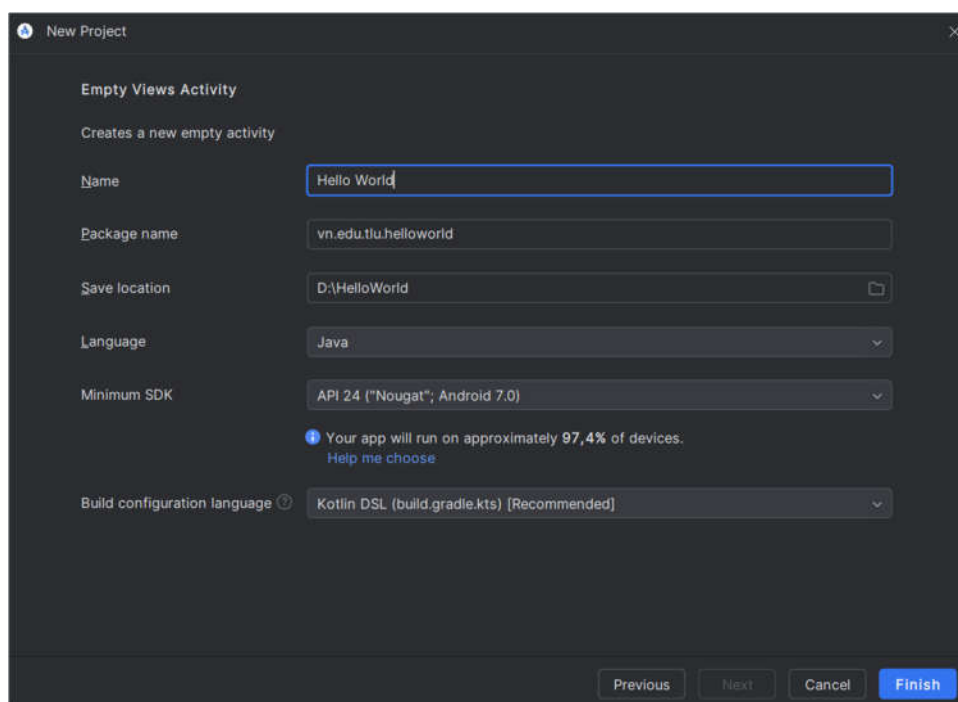 New Project
Empty Views Activity
Creates a new empty activity
Name
Hello World
Package name
vn.edu.tlu.helloworld
Save location
D:\HelloWorld
Language
Java
Minimum SDK
API 24 ("Nougat"; Android 7.0)
Your app will run on approximately 97,4% of devices.
Help me choose
Build configuration language
Kotlin DSL (build.gradle.kts) [Recommended]
Previous
Next
Cancel
Finish